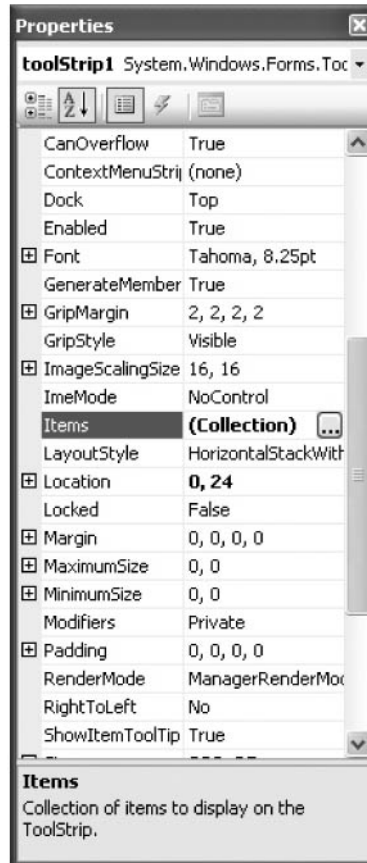 Properties
toolStrip1 System.Windows.Forms.Toc
CanOverflow True
ContextMenuStrij (none)
Dock Top
Enabled True
Font Tahoma, 8.25pt
GenerateMember True
GripMargin 2, 2, 2, 2
GripStyle Visible
ImageScalingSize 16, 16
ImeMode NoControl
Items (Collection) ...
LayoutStyle HorizontalStackWith
Location 0, 24
Locked False
Margin 0, 0, 0, 0
MaximumSize 0, 0
MinimumSize 0, 0
Modifiers Private
Padding 0, 0, 0, 0
RenderMode ManagerRenderMod
RightToLeft No
ShowItemToolTip True
Items
Collection of items to display on the
ToolStrip.